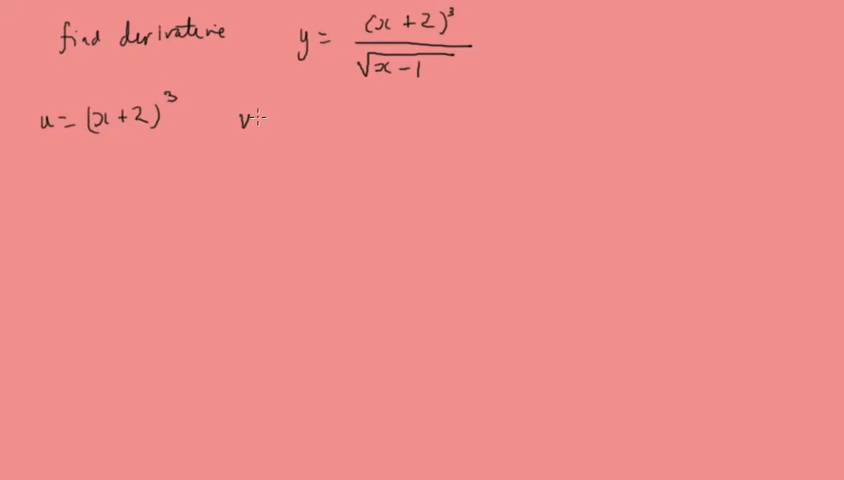 find derivative y = (x + 2)³ / √(x - 1)
u = (x + 2)³ v